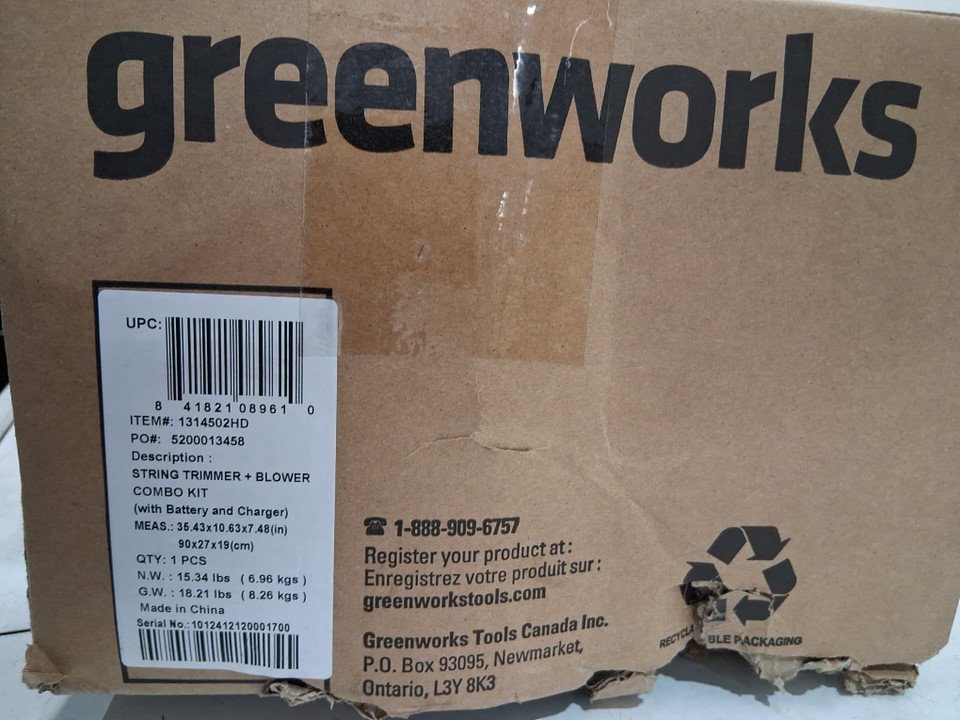 greenworks
UPC:
8 41821 08961 0
ITEM#: 1314502HD
PO#: 5200013458
Description :
STRING TRIMMER + BLOWER
COMBO KIT
(with Battery and Charger)
MEAS.: 35.43x10.63x7.48(in)
90x27x19(cm)
QTY: 1 PCS
N.W. : 15.34 lbs ( 6.96 kgs )
G.W. : 18.21 lbs ( 8.26 kgs )
Made in China
Serial No.: 1012412120001700
☎ 1-888-909-6757
Register your product at :
Enregistrez votre produit sur :
greenworkstools.com
Greenworks Tools Canada Inc.
P.O. Box 93095, Newmarket,
Ontario, L3Y 8K3
RECYCLA BLE PACKAGING